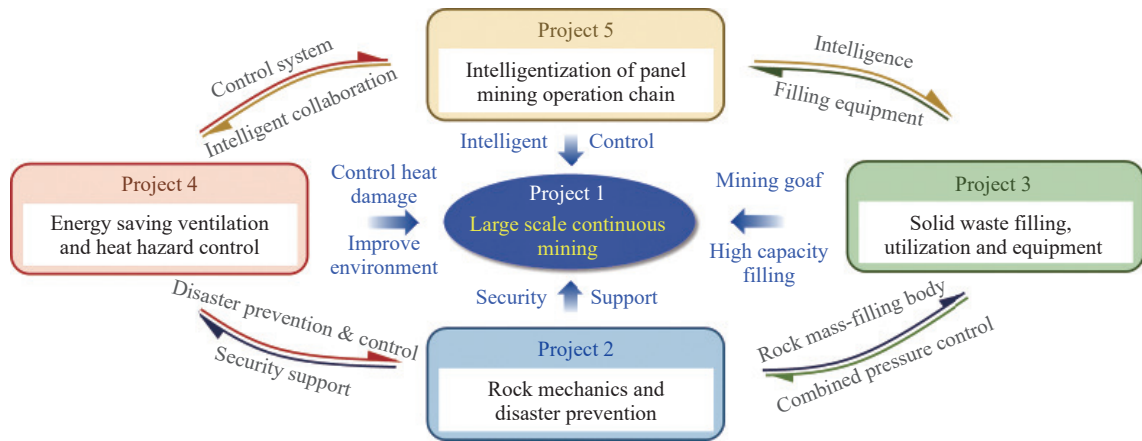 Project 5
Intelligentization of panel
mining operation chain
Control system
Intelligent collaboration
Intelligence
Filling equipment
Intelligent
Control
Project 4
Energy saving ventilation
and heat hazard control
Control heat
damage
Improve
environment
Project 1
Large scale continuous
mining
Mining goaf
High capacity
filling
Project 3
Solid waste filling,
utilization and equipment
Security
Support
Disaster prevention & control
Security support
Project 2
Rock mechanics and
disaster prevention
Rock mass-filling body
Combined pressure control